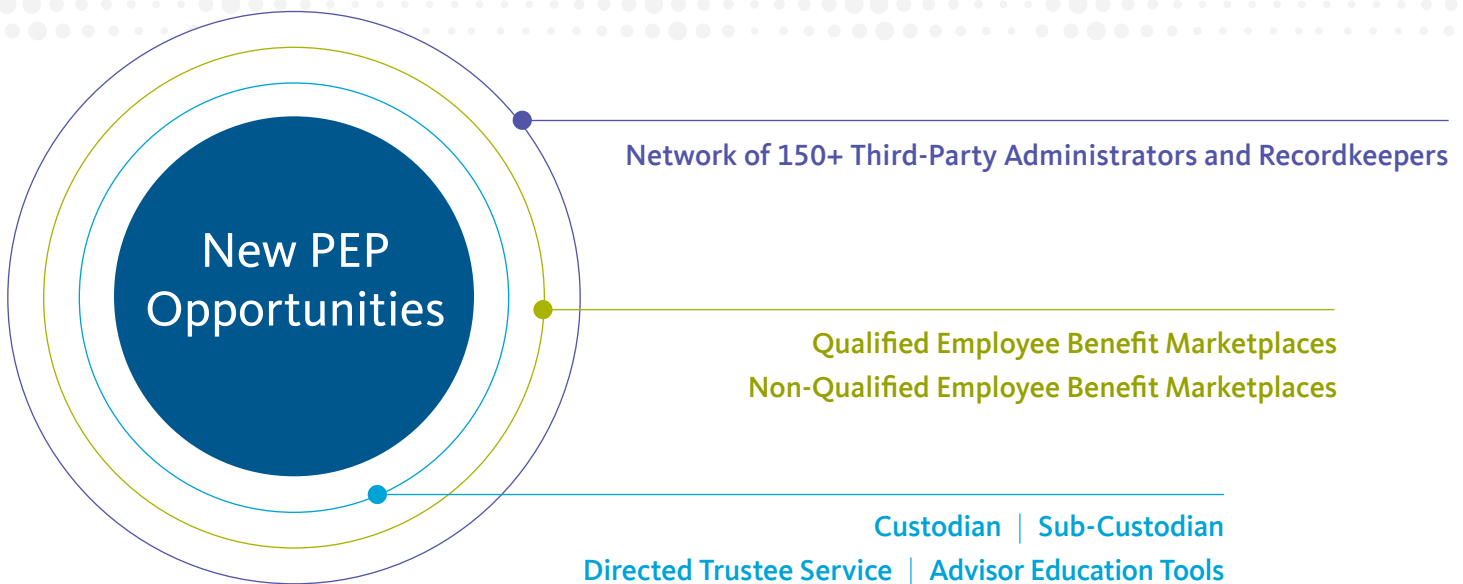 New PEP
Opportunities
Network of 150+ Third-Party Administrators and Recordkeepers
Qualified Employee Benefit Marketplaces
Non-Qualified Employee Benefit Marketplaces
Custodian | Sub-Custodian
Directed Trustee Service | Advisor Education Tools